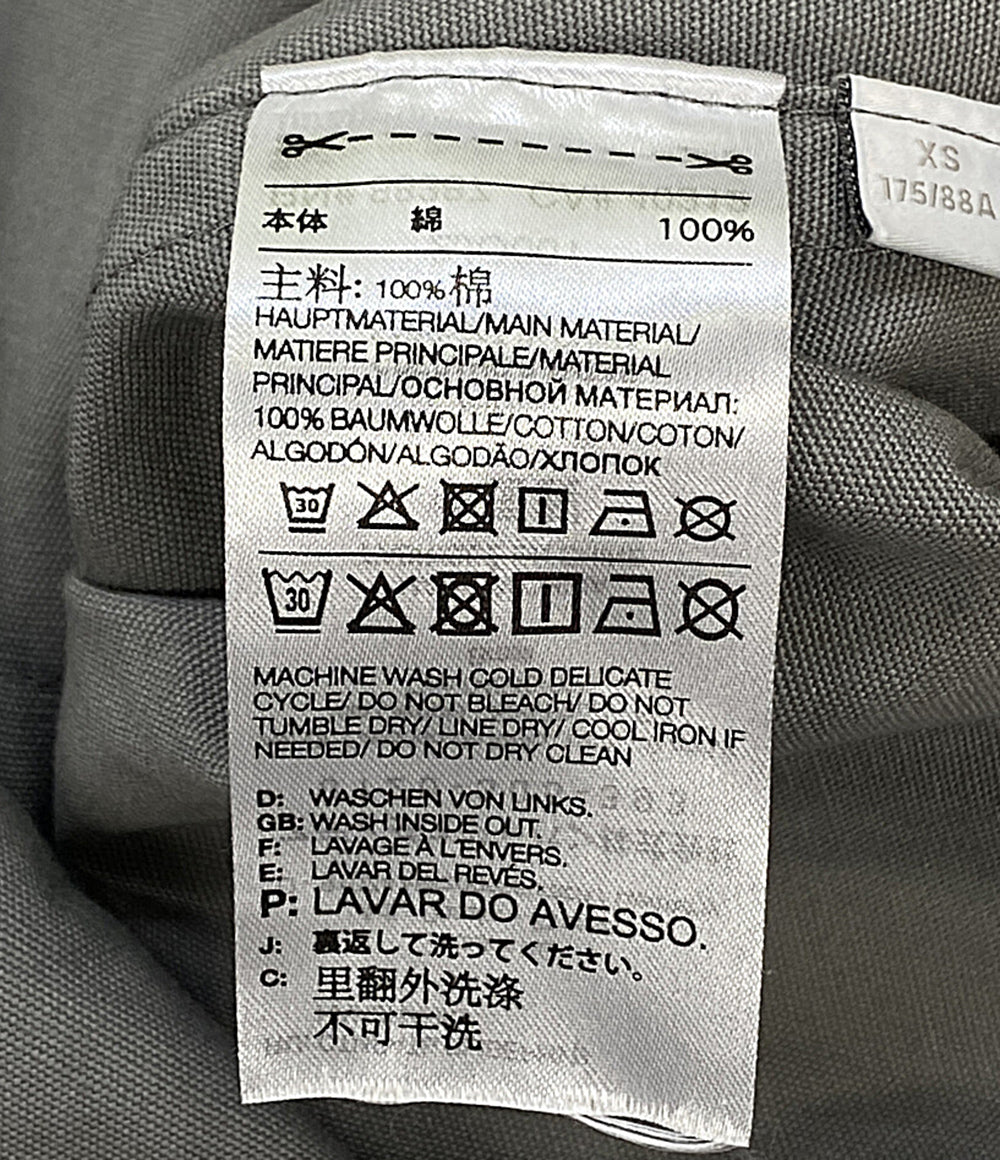 XS
175/88A
本体 綿 100%
主料: 100%棉
HAUPTMATERIAL/MAIN MATERIAL/
MATIERE PRINCIPALE/MATERIAL
PRINCIPAL/ОСНОВНОЙ МАТЕРИАЛ:
100% BAUMWOLLE/COTTON/COTON/
ALGODÓN/ALGODÃO/ХЛОПОК
30
30
MACHINE WASH COLD DELICATE
CYCLE/ DO NOT BLEACH/ DO NOT
TUMBLE DRY/ LINE DRY/ COOL IRON IF
NEEDED/ DO NOT DRY CLEAN
D: WASCHEN VON LINKS.
GB: WASH INSIDE OUT.
F: LAVAGE À L'ENVERS.
E: LAVAR DEL REVÉS.
P: LAVAR DO AVESSO.
J: 裏返して洗ってください。
C: 里翻外洗涤
不可干洗